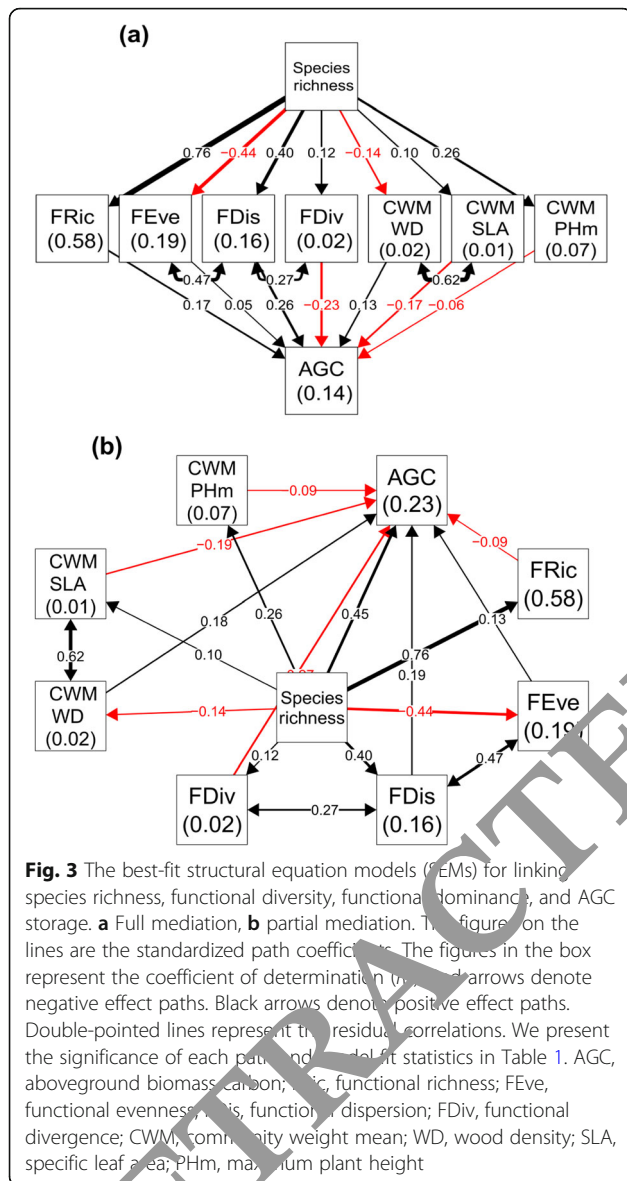 (a)
Species
richness
0.76
−0.44
0.40
0.12
−0.14
0.10
0.26
FRic
(0.58)
FEve
(0.19)
FDis
(0.16)
FDiv
(0.02)
CWM
WD
(0.02)
CWM
SLA
(0.01)
CWM
PHm
(0.07)
0.47
0.27
0.62
0.17
0.05
0.26
−0.23
0.13
−0.17
−0.06
AGC
(0.14)
(b)
CWM
PHm
(0.07)
AGC
(0.23)
0.09
−0.19
−0.09
CWM
SLA
(0.01)
FRic
(0.58)
0.18
0.26
0.45
0.13
0.62
0.10
0.76
0.19
CWM
WD
(0.02)
Species
richness
−0.14
−0.44
FEve
(0.19)
0.12
0.40
0.47
FDiv
(0.02)
0.27
FDis
(0.16)
Fig. 3 The best-fit structural equation models (SEMs) for linking
species richness, functional diversity, functional dominance, and AGC
storage. a Full mediation, b partial mediation. The figures on the
lines are the standardized path coefficients. The figures in the box
represent the coefficient of determination arrows denote
negative effect paths. Black arrows denote positive effect paths.
Double-pointed lines represent the residual correlations. We present
the significance of each path and model fit statistics in Table 1. AGC,
aboveground biomass carbon; FRic, functional richness; FEve,
functional evenness; FDis, functional dispersion; FDiv, functional
divergence; CWM, community weight mean; WD, wood density; SLA,
specific leaf area; PHm, maximum plant height